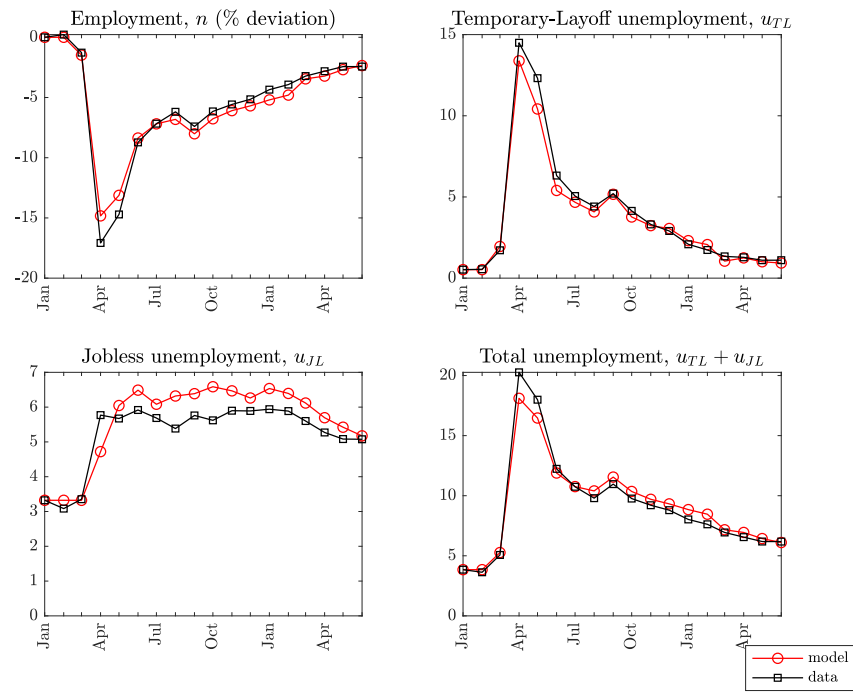 Employment, n (% deviation)
0
-5
-10
-15
-20
Jan
Apr
Jul
Oct
Jan
Apr
Temporary-Layoff unemployment, u_TL
15
10
5
0
Jan
Apr
Jul
Oct
Jan
Apr
Jobless unemployment, u_JL
7
6
5
4
3
2
1
0
Jan
Apr
Jul
Oct
Jan
Apr
Total unemployment, u_TL + u_JL
20
15
10
5
0
Jan
Apr
Jul
Oct
Jan
Apr
model
data